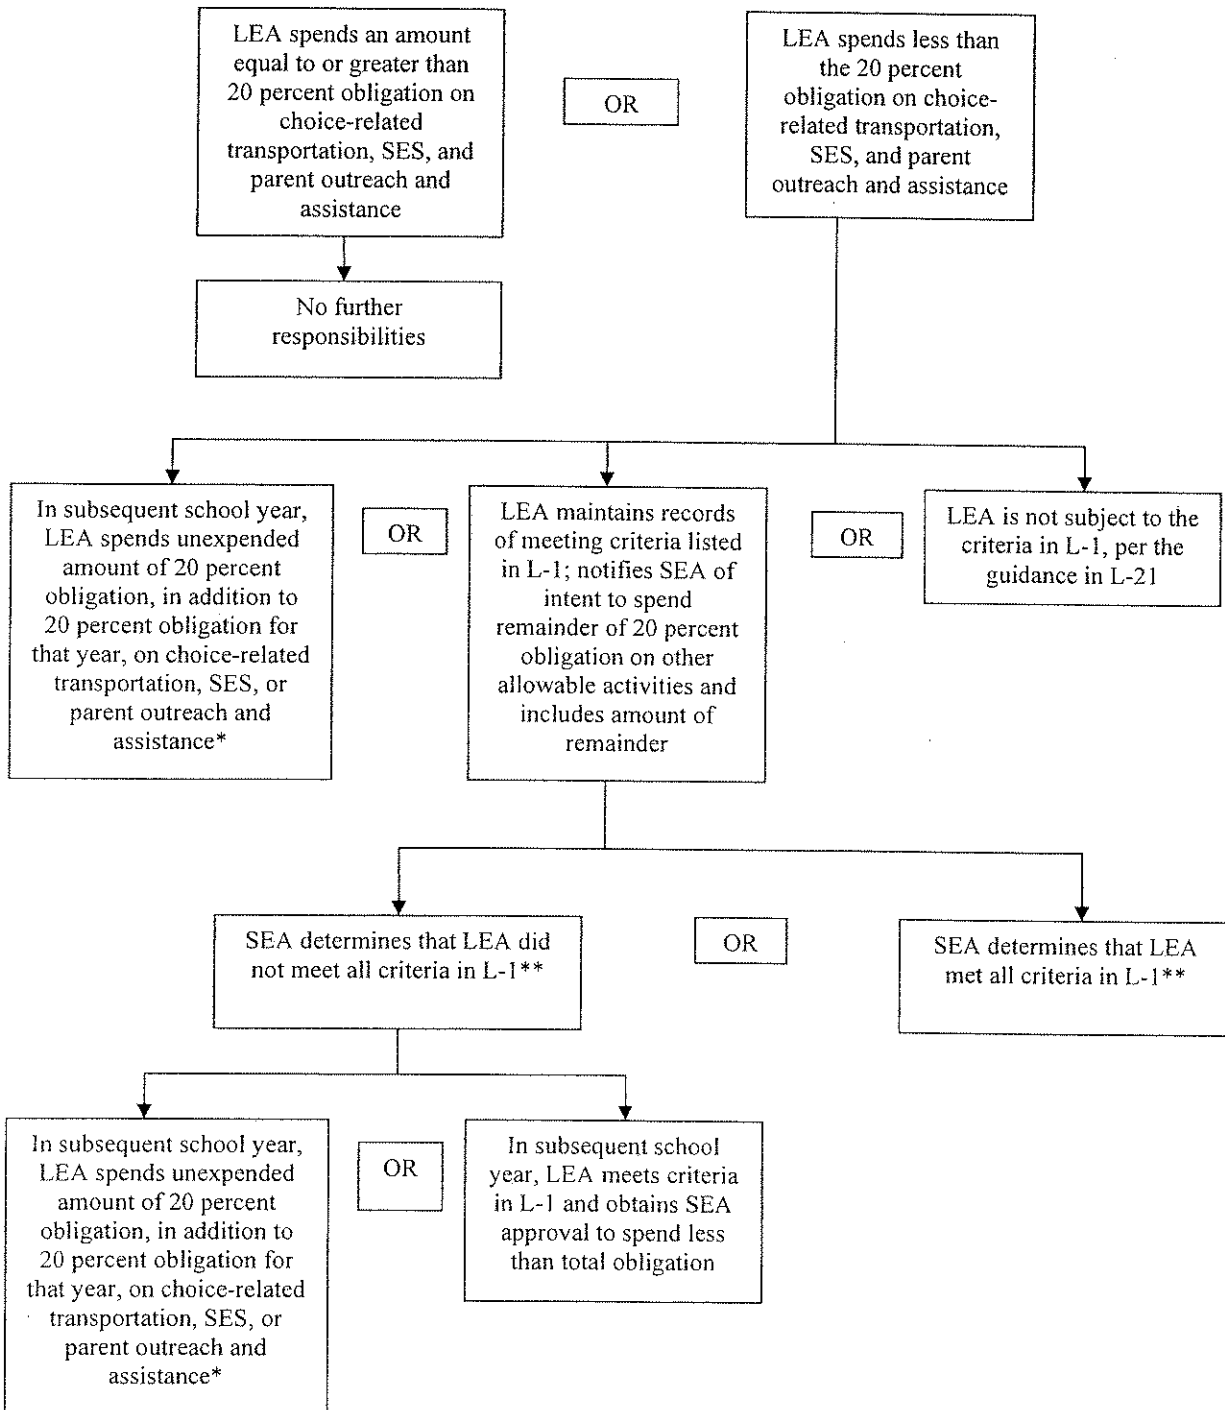 LEA spends an amount
equal to or greater than
20 percent obligation on
choice-related
transportation, SES, and
parent outreach and
assistance
OR
LEA spends less than
the 20 percent
obligation on choice-
related transportation,
SES, and parent
outreach and assistance
No further
responsibilities
In subsequent school year,
LEA spends unexpended
amount of 20 percent
obligation, in addition to
20 percent obligation for
that year, on choice-related
transportation, SES, or
parent outreach and
assistance*
OR
LEA maintains records
of meeting criteria listed
in L-1; notifies SEA of
intent to spend
remainder of 20 percent
obligation on other
allowable activities and
includes amount of
remainder
OR
LEA is not subject to the
criteria in L-1, per the
guidance in L-21
SEA determines that LEA did
not meet all criteria in L-1**
OR
SEA determines that LEA
met all criteria in L-1**
In subsequent school year,
LEA spends unexpended
amount of 20 percent
obligation, in addition to
20 percent obligation for
that year, on choice-related
transportation, SES, or
parent outreach and
assistance*
OR
In subsequent school
year, LEA meets criteria
in L-1 and obtains SEA
approval to spend less
than total obligation